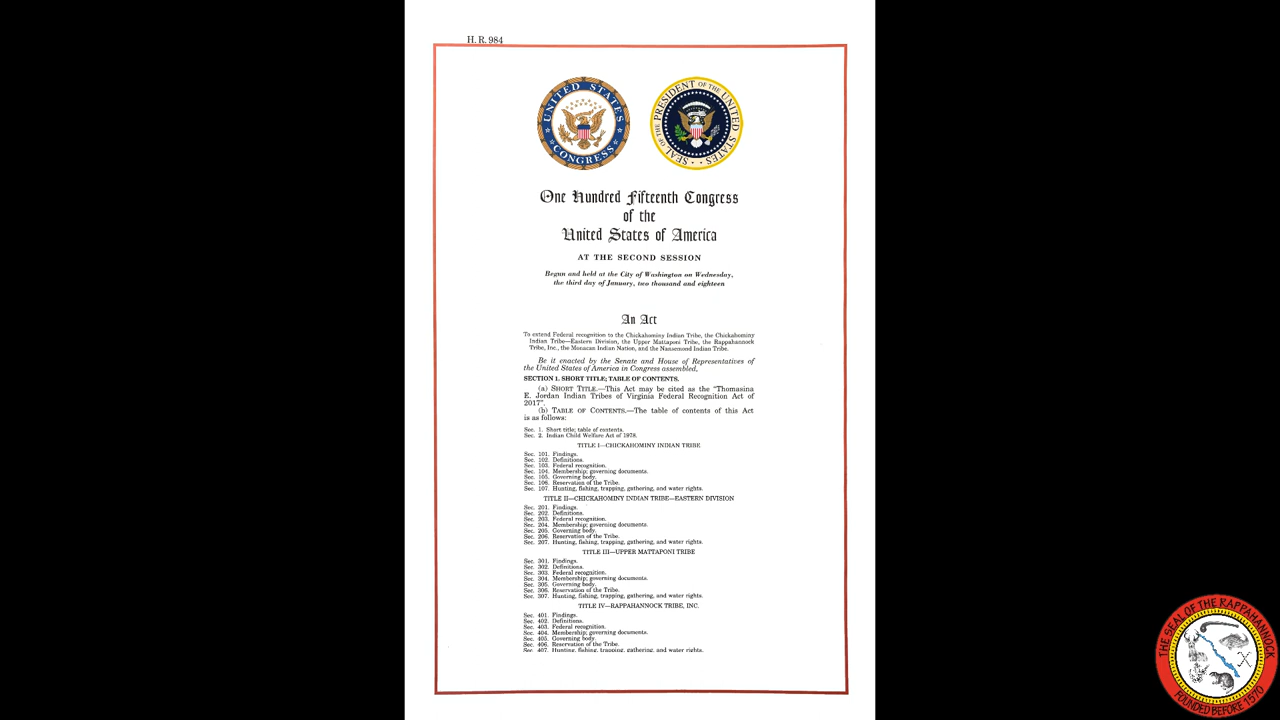 H. R. 984
UNITED STATES
CONGRESS
SEAL OF THE PRESIDENT OF THE UNITED STATES
One Hundred Fifteenth Congress
of the
United States of America
AT THE SECOND SESSION
Begun and held at the City of Washington on Wednesday,
the third day of January, two thousand and eighteen
An Act
To extend Federal recognition to the Chickahominy Indian Tribe, the Chickahominy
Indian Tribe—Eastern Division, the Upper Mattaponi Tribe, the Rappahannock
Tribe, Inc., the Monacan Indian Nation, and the Nansemond Indian Tribe.
Be it enacted by the Senate and House of Representatives of
the United States of America in Congress assembled,
SECTION 1. SHORT TITLE; TABLE OF CONTENTS.
(a) SHORT TITLE.—This Act may be cited as the "Thomasina
E. Jordan Indian Tribes of Virginia Federal Recognition Act of
2017".
(b) TABLE OF CONTENTS.—The table of contents of this Act
is as follows:
Sec. 1. Short title; table of contents.
Sec. 2. Indian Child Welfare Act of 1978.
TITLE I—CHICKAHOMINY INDIAN TRIBE
Sec. 101. Findings.
Sec. 102. Definitions.
Sec. 103. Federal recognition.
Sec. 104. Membership; governing documents.
Sec. 105. Governing body.
Sec. 106. Reservation of the Tribe.
Sec. 107. Hunting, fishing, trapping, gathering, and water rights.
TITLE II—CHICKAHOMINY INDIAN TRIBE—EASTERN DIVISION
Sec. 201. Findings.
Sec. 202. Definitions.
Sec. 203. Federal recognition.
Sec. 204. Membership; governing documents.
Sec. 205. Governing body.
Sec. 206. Reservation of the Tribe.
Sec. 207. Hunting, fishing, trapping, gathering, and water rights.
TITLE III—UPPER MATTAPONI TRIBE
Sec. 301. Findings.
Sec. 302. Definitions.
Sec. 303. Federal recognition.
Sec. 304. Membership; governing documents.
Sec. 305. Governing body.
Sec. 306. Reservation of the Tribe.
Sec. 307. Hunting, fishing, trapping, gathering, and water rights.
TITLE IV—RAPPAHANNOCK TRIBE, INC.
Sec. 401. Findings.
Sec. 402. Definitions.
Sec. 403. Federal recognition.
Sec. 404. Membership; governing documents.
Sec. 405. Governing body.
Sec. 406. Reservation of the Tribe.
Sec. 407. Hunting, fishing, trapping, gathering, and water rights.
THE SEAL OF THE
FOUNDED BEFORE 1570